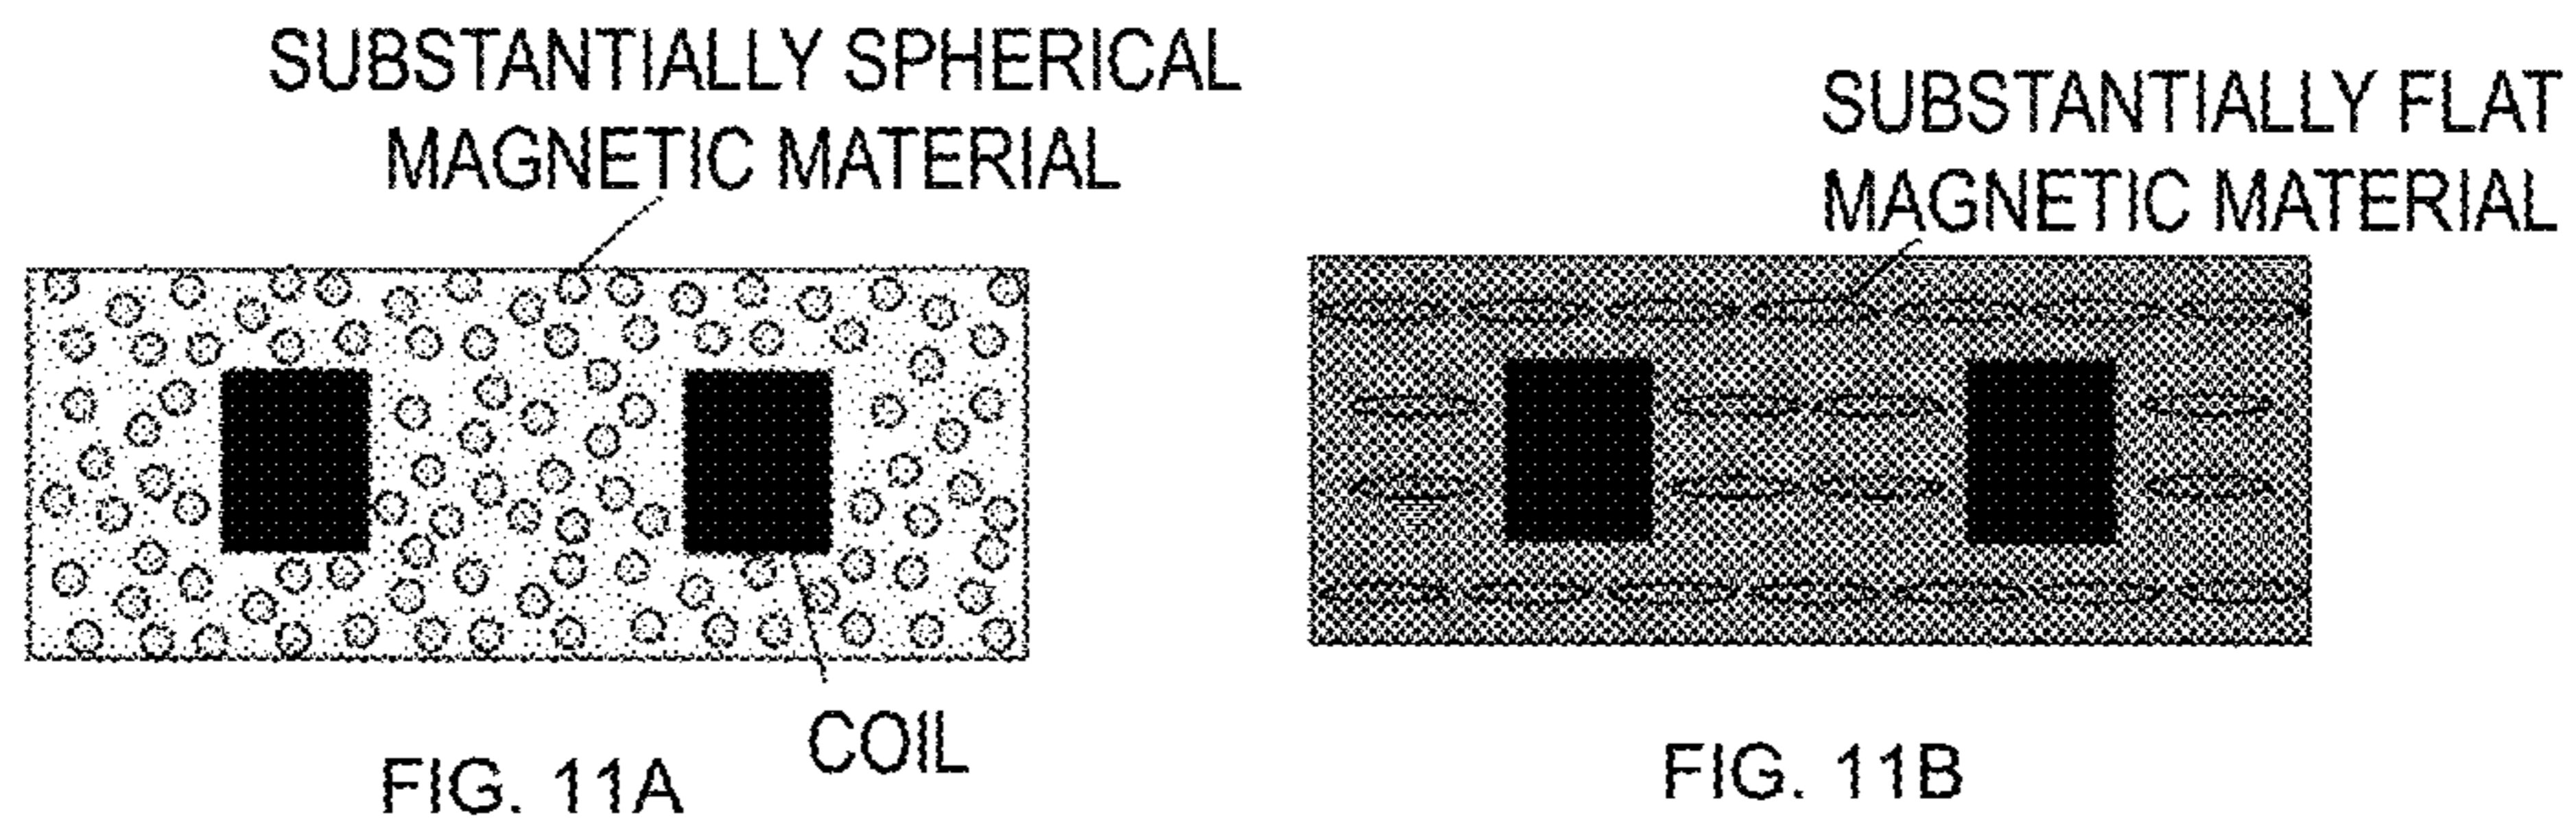 SUBSTANTIALLY SPHERICAL
MAGNETIC MATERIAL
COIL
FIG. 11A
SUBSTANTIALLY FLAT
MAGNETIC MATERIAL
FIG. 11B